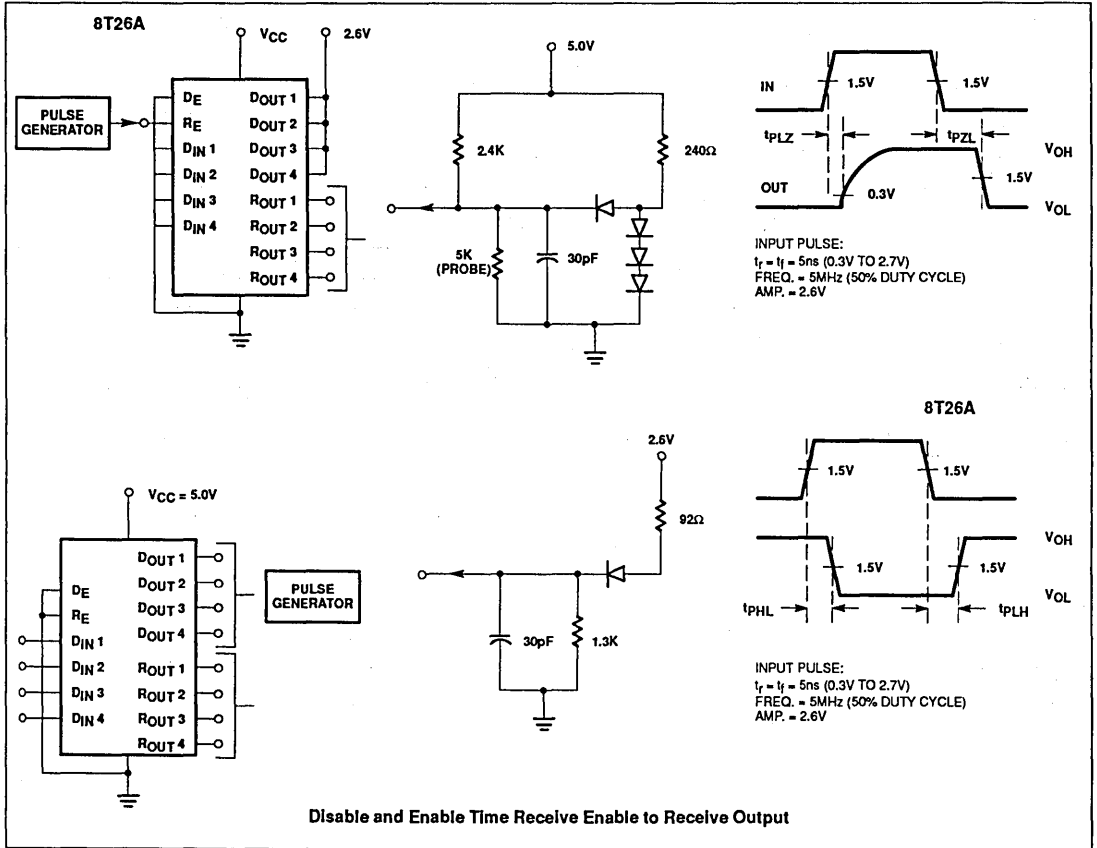 8T26A
VCC
2.6V
PULSE
GENERATOR
DE
RE
DIN 1
DIN 2
DIN 3
DIN 4
DOUT 1
DOUT 2
DOUT 3
DOUT 4
ROUT 1
ROUT 2
ROUT 3
ROUT 4
5.0V
2.4K
240Ω
5K
(PROBE)
30pF
IN
1.5V
1.5V
tPLZ
tPZL
VOH
OUT
0.3V
1.5V
VOL
INPUT PULSE:
tr = tf = 5ns (0.3V TO 2.7V)
FREQ. = 5MHz (50% DUTY CYCLE)
AMP. = 2.6V
8T26A
VCC = 5.0V
DE
RE
DIN 1
DIN 2
DIN 3
DIN 4
DOUT 1
DOUT 2
DOUT 3
DOUT 4
ROUT 1
ROUT 2
ROUT 3
ROUT 4
PULSE
GENERATOR
2.6V
92Ω
30pF
1.3K
1.5V
1.5V
VOH
1.5V
1.5V
VOL
tPHL
tPLH
INPUT PULSE:
tr = tf = 5ns (0.3V TO 2.7V)
FREQ. = 5MHz (50% DUTY CYCLE)
AMP. = 2.6V
Disable and Enable Time Receive Enable to Receive Output